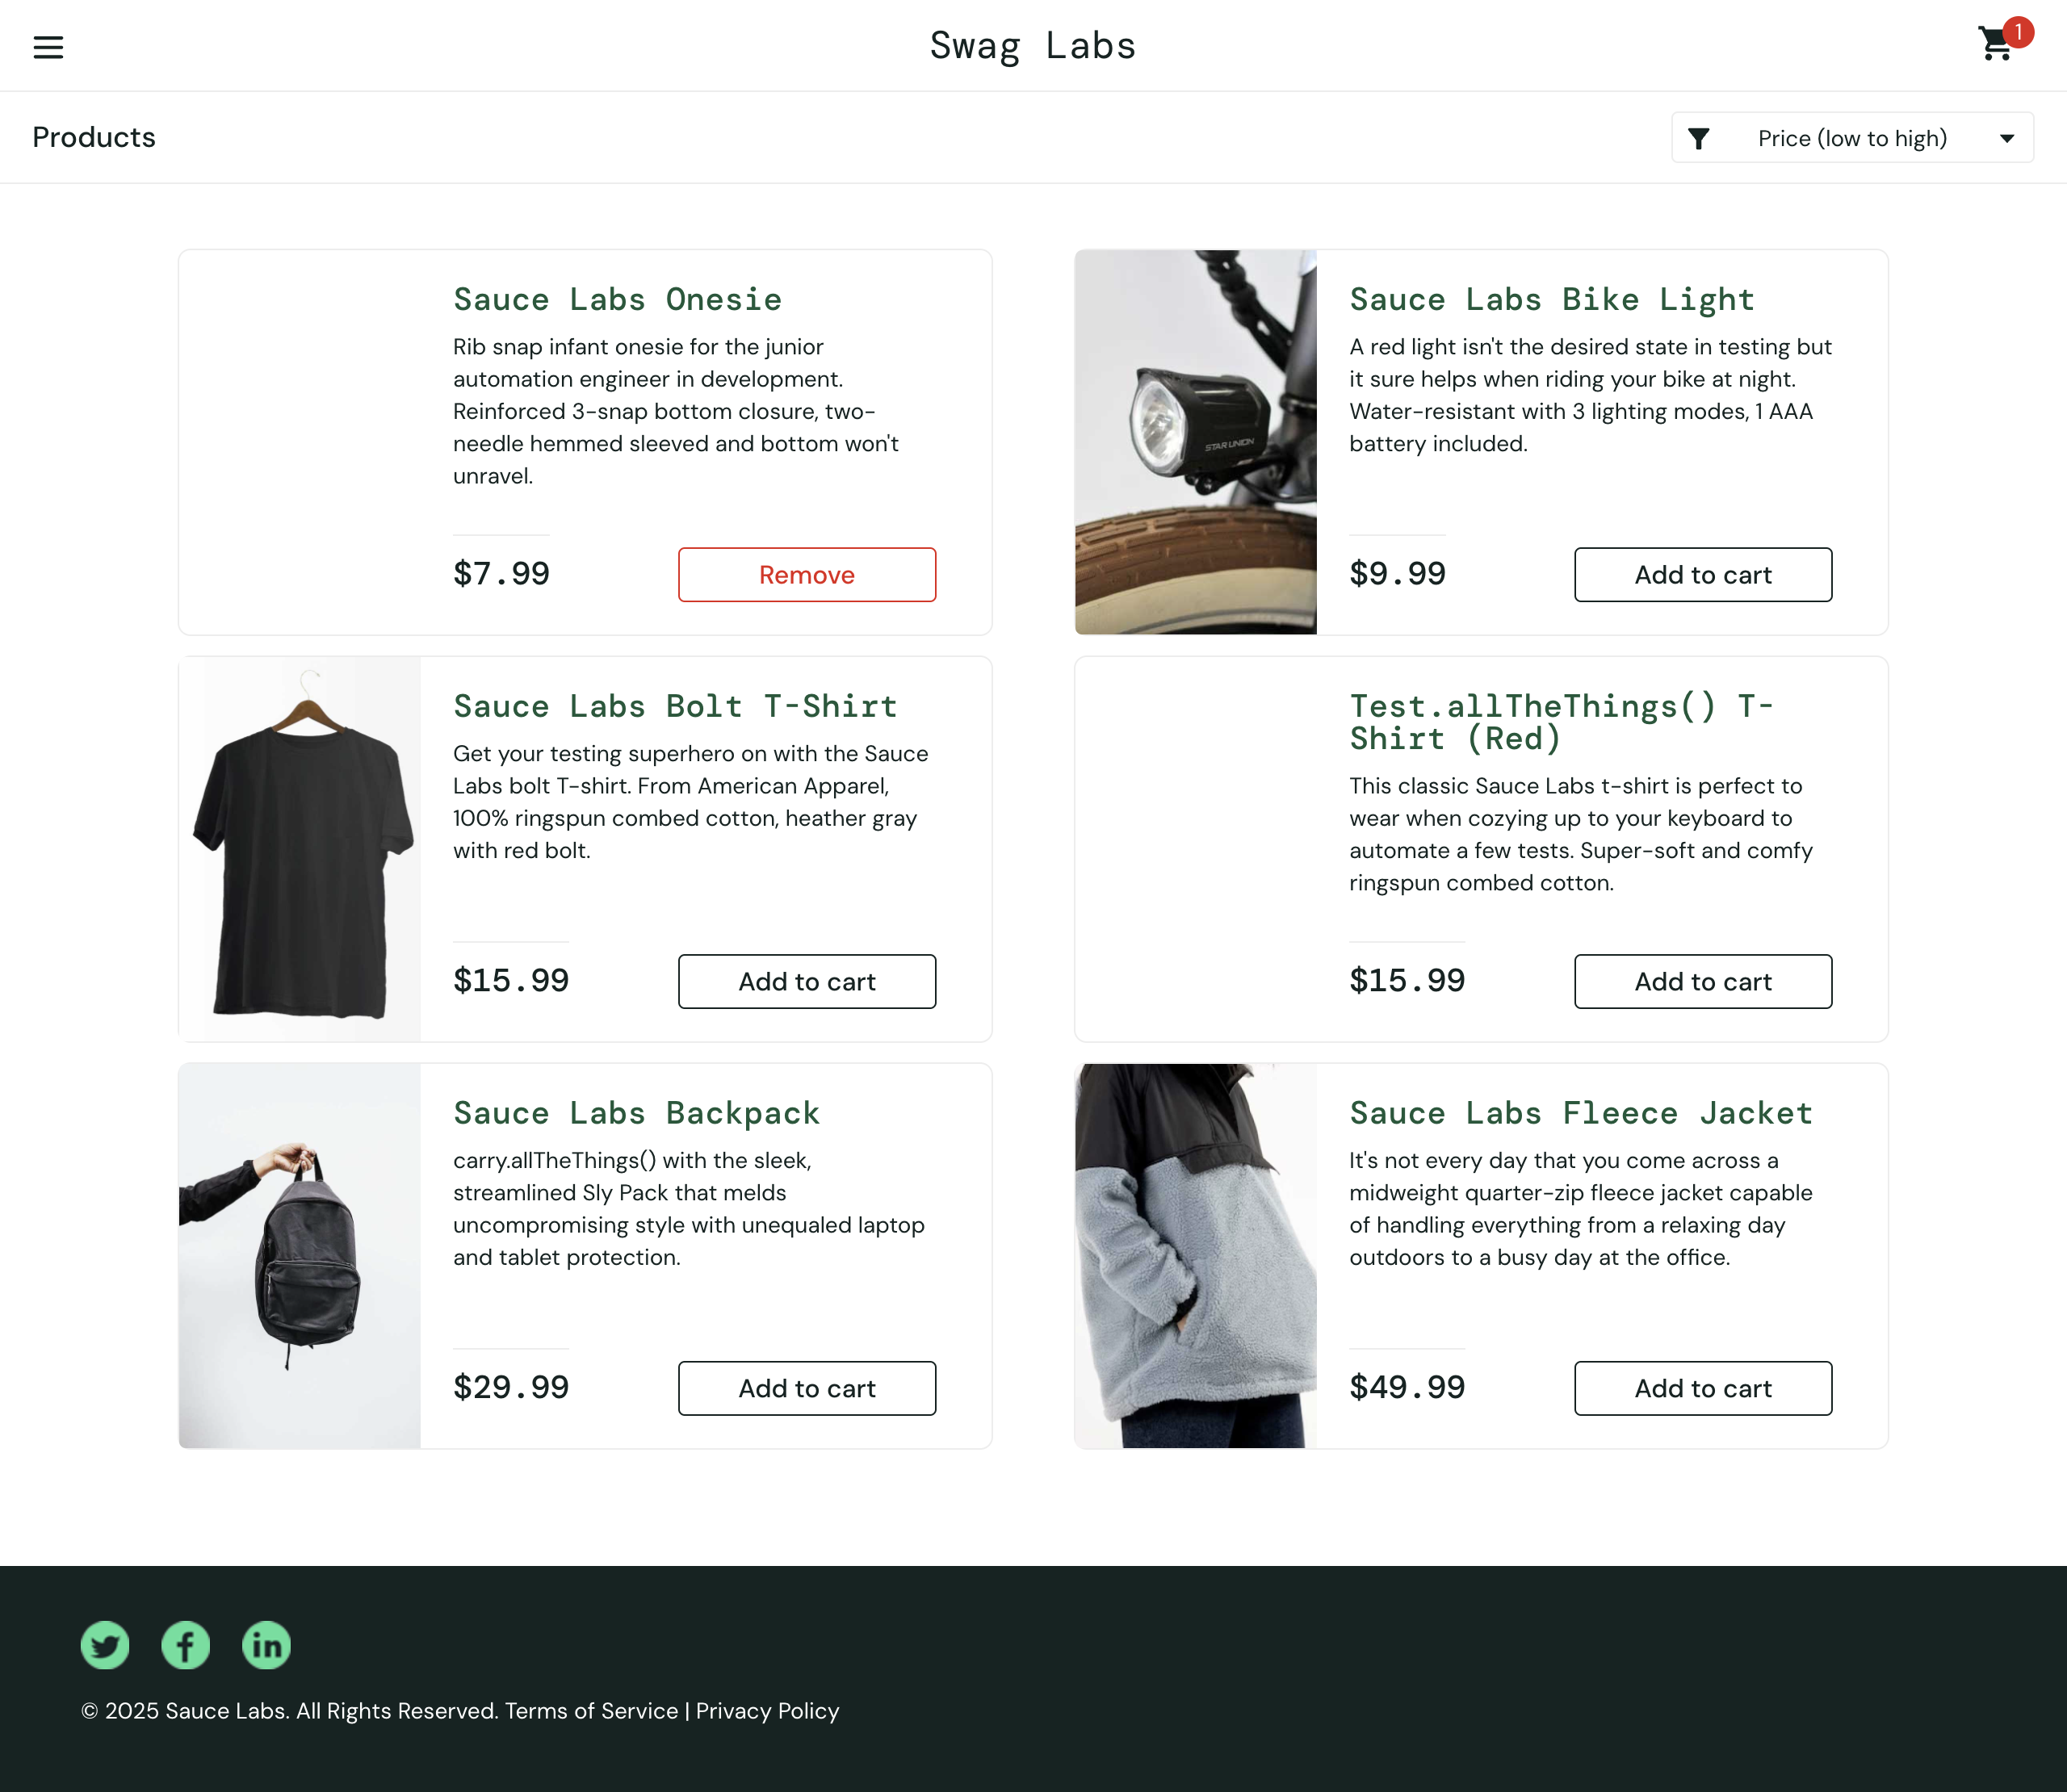 Swag Labs
1
Products
Price (low to high)
Sauce Labs Onesie
Rib snap infant onesie for the junior
automation engineer in development.
Reinforced 3-snap bottom closure, two-
needle hemmed sleeved and bottom won't
unravel.
$7.99
Remove
STAR UNION
Sauce Labs Bike Light
A red light isn't the desired state in testing but
it sure helps when riding your bike at night.
Water-resistant with 3 lighting modes, 1 AAA
battery included.
$9.99
Add to cart
Sauce Labs Bolt T-Shirt
Get your testing superhero on with the Sauce
Labs bolt T-shirt. From American Apparel,
100% ringspun combed cotton, heather gray
with red bolt.
$15.99
Add to cart
Test.allTheThings() T-
Shirt (Red)
This classic Sauce Labs t-shirt is perfect to
wear when cozying up to your keyboard to
automate a few tests. Super-soft and comfy
ringspun combed cotton.
$15.99
Add to cart
Sauce Labs Backpack
carry.allTheThings() with the sleek,
streamlined Sly Pack that melds
uncompromising style with unequaled laptop
and tablet protection.
$29.99
Add to cart
Sauce Labs Fleece Jacket
It's not every day that you come across a
midweight quarter-zip fleece jacket capable
of handling everything from a relaxing day
outdoors to a busy day at the office.
$49.99
Add to cart
f
in
© 2025 Sauce Labs. All Rights Reserved. Terms of Service | Privacy Policy